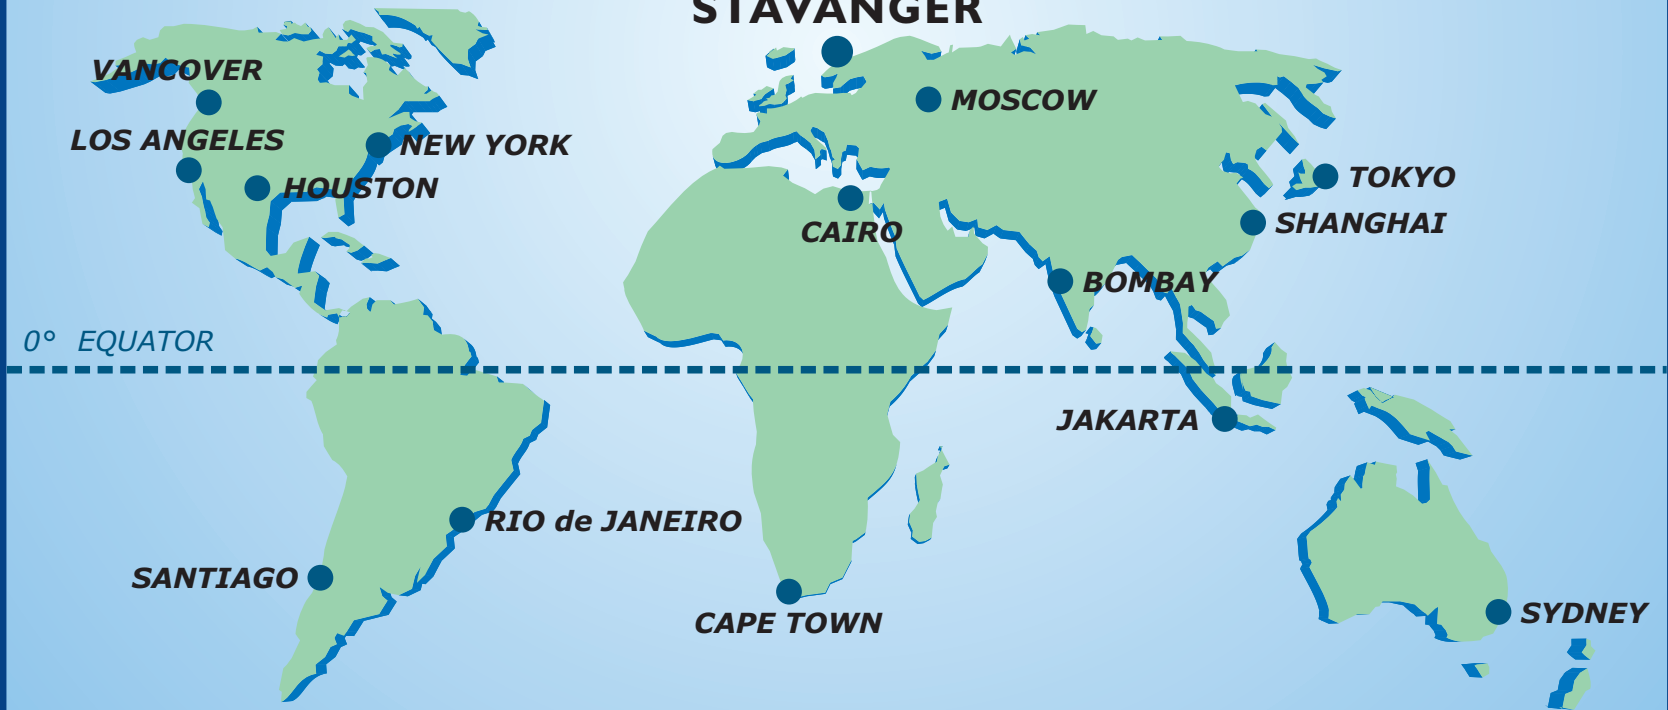 STAVANGER
VANCOVER
MOSCOW
LOS ANGELES
NEW YORK
TOKYO
HOUSTON
SHANGHAI
CAIRO
BOMBAY
0° EQUATOR
JAKARTA
RIO de JANEIRO
SANTIAGO
SYDNEY
CAPE TOWN